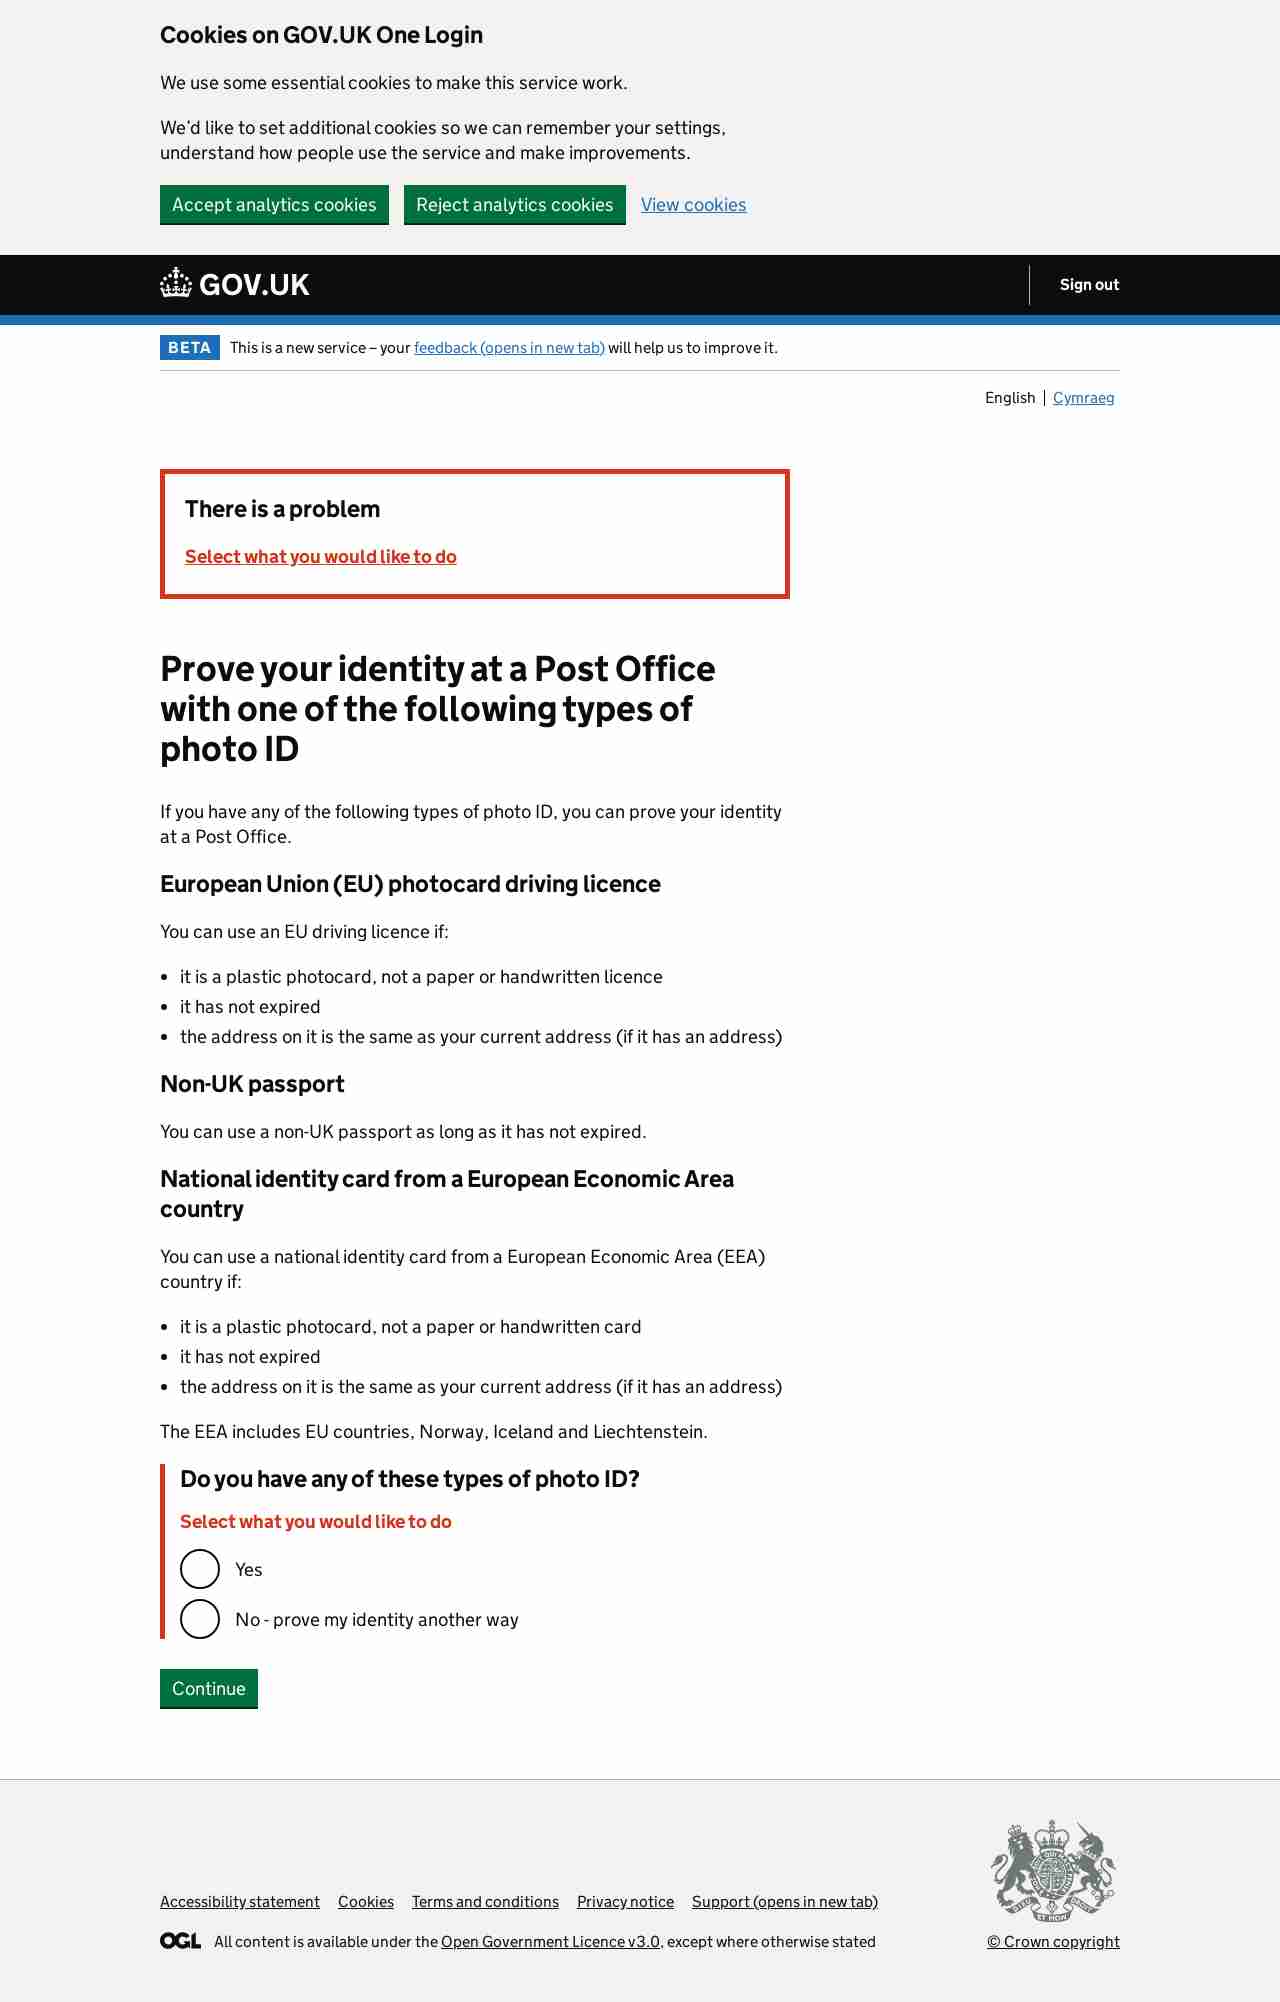 Cookies on GOV.UK One Login
We use some essential cookies to make this service work.
We’d like to set additional cookies so we can remember your settings,
understand how people use the service and make improvements.
Accept analytics cookies Reject analytics cookies View cookies
GOV.UK Sign out
BETA This is a new service – your feedback (opens in new tab) will help us to improve it.
English Cymraeg
There is a problem
Select what you would like to do
Prove your identity at a Post Office
with one of the following types of
photo ID
If you have any of the following types of photo ID, you can prove your identity
at a Post Office.
European Union (EU) photocard driving licence
You can use an EU driving licence if:
• it is a plastic photocard, not a paper or handwritten licence
• it has not expired
• the address on it is the same as your current address (if it has an address)
Non-UK passport
You can use a non-UK passport as long as it has not expired.
National identity card from a European Economic Area
country
You can use a national identity card from a European Economic Area (EEA)
country if:
• it is a plastic photocard, not a paper or handwritten card
• it has not expired
• the address on it is the same as your current address (if it has an address)
The EEA includes EU countries, Norway, Iceland and Liechtenstein.
Do you have any of these types of photo ID?
Select what you would like to do
Yes
No - prove my identity another way
Continue
Accessibility statement Cookies Terms and conditions Privacy notice Support (opens in new tab)
OGL All content is available under the Open Government Licence v3.0, except where otherwise stated
© Crown copyright